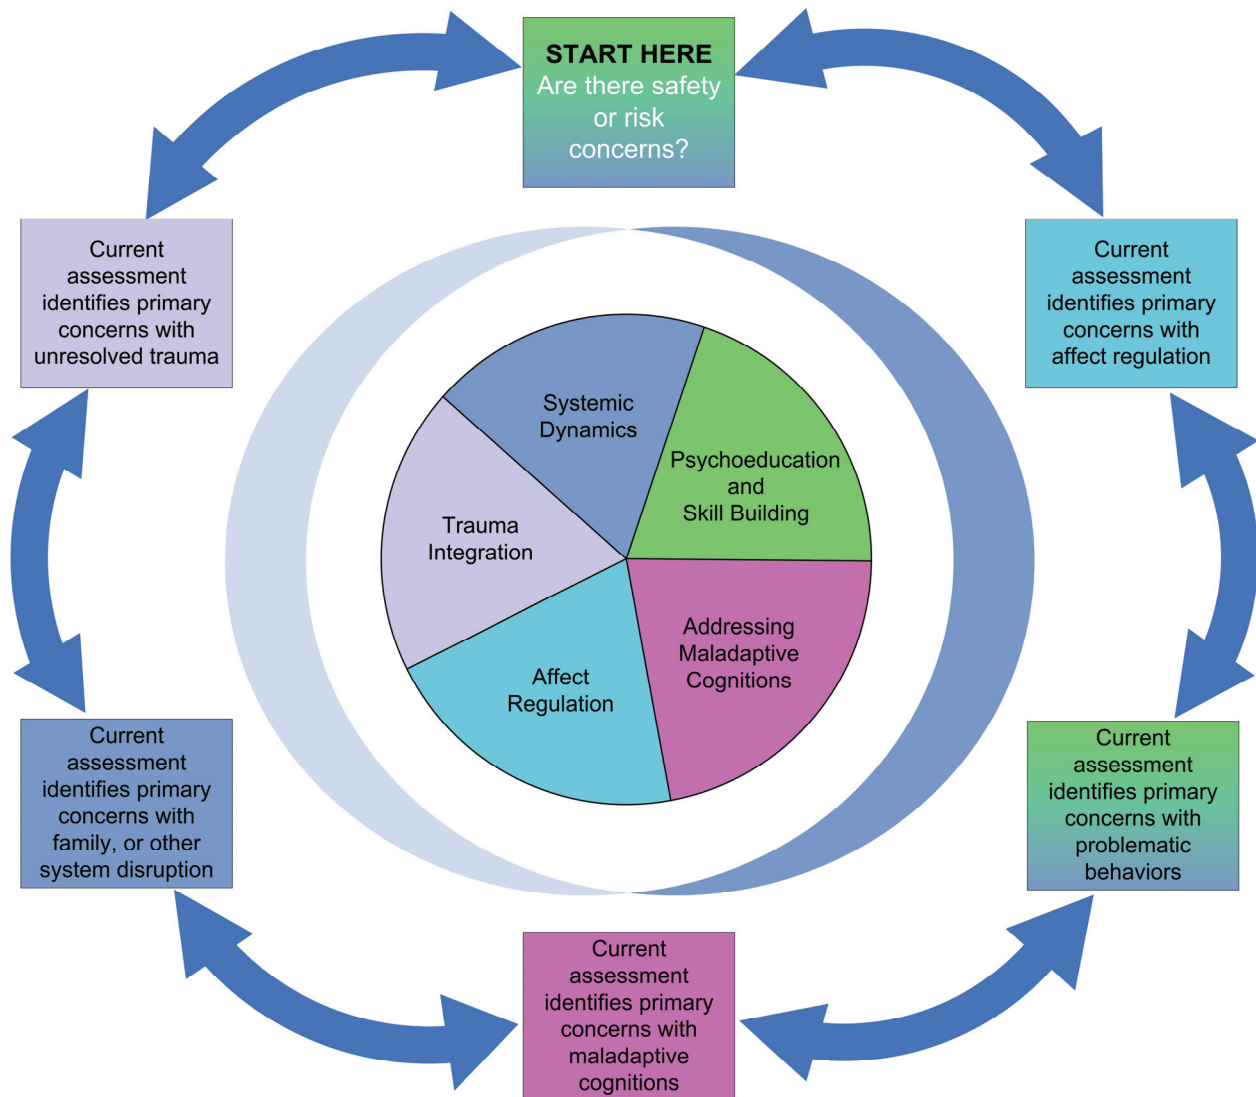 START HERE
Are there safety
or risk
concerns?
Current
assessment
identifies primary
concerns with
unresolved trauma
Current
assessment
identifies primary
concerns with
affect regulation
Systemic
Dynamics
Psychoeducation
and
Skill Building
Trauma
Integration
Addressing
Maladaptive
Cognitions
Affect
Regulation
Current
assessment
identifies primary
concerns with
family, or other
system disruption
Current
assessment
identifies primary
concerns with
problematic
behaviors
Current
assessment
identifies primary
concerns with
maladaptive
cognitions